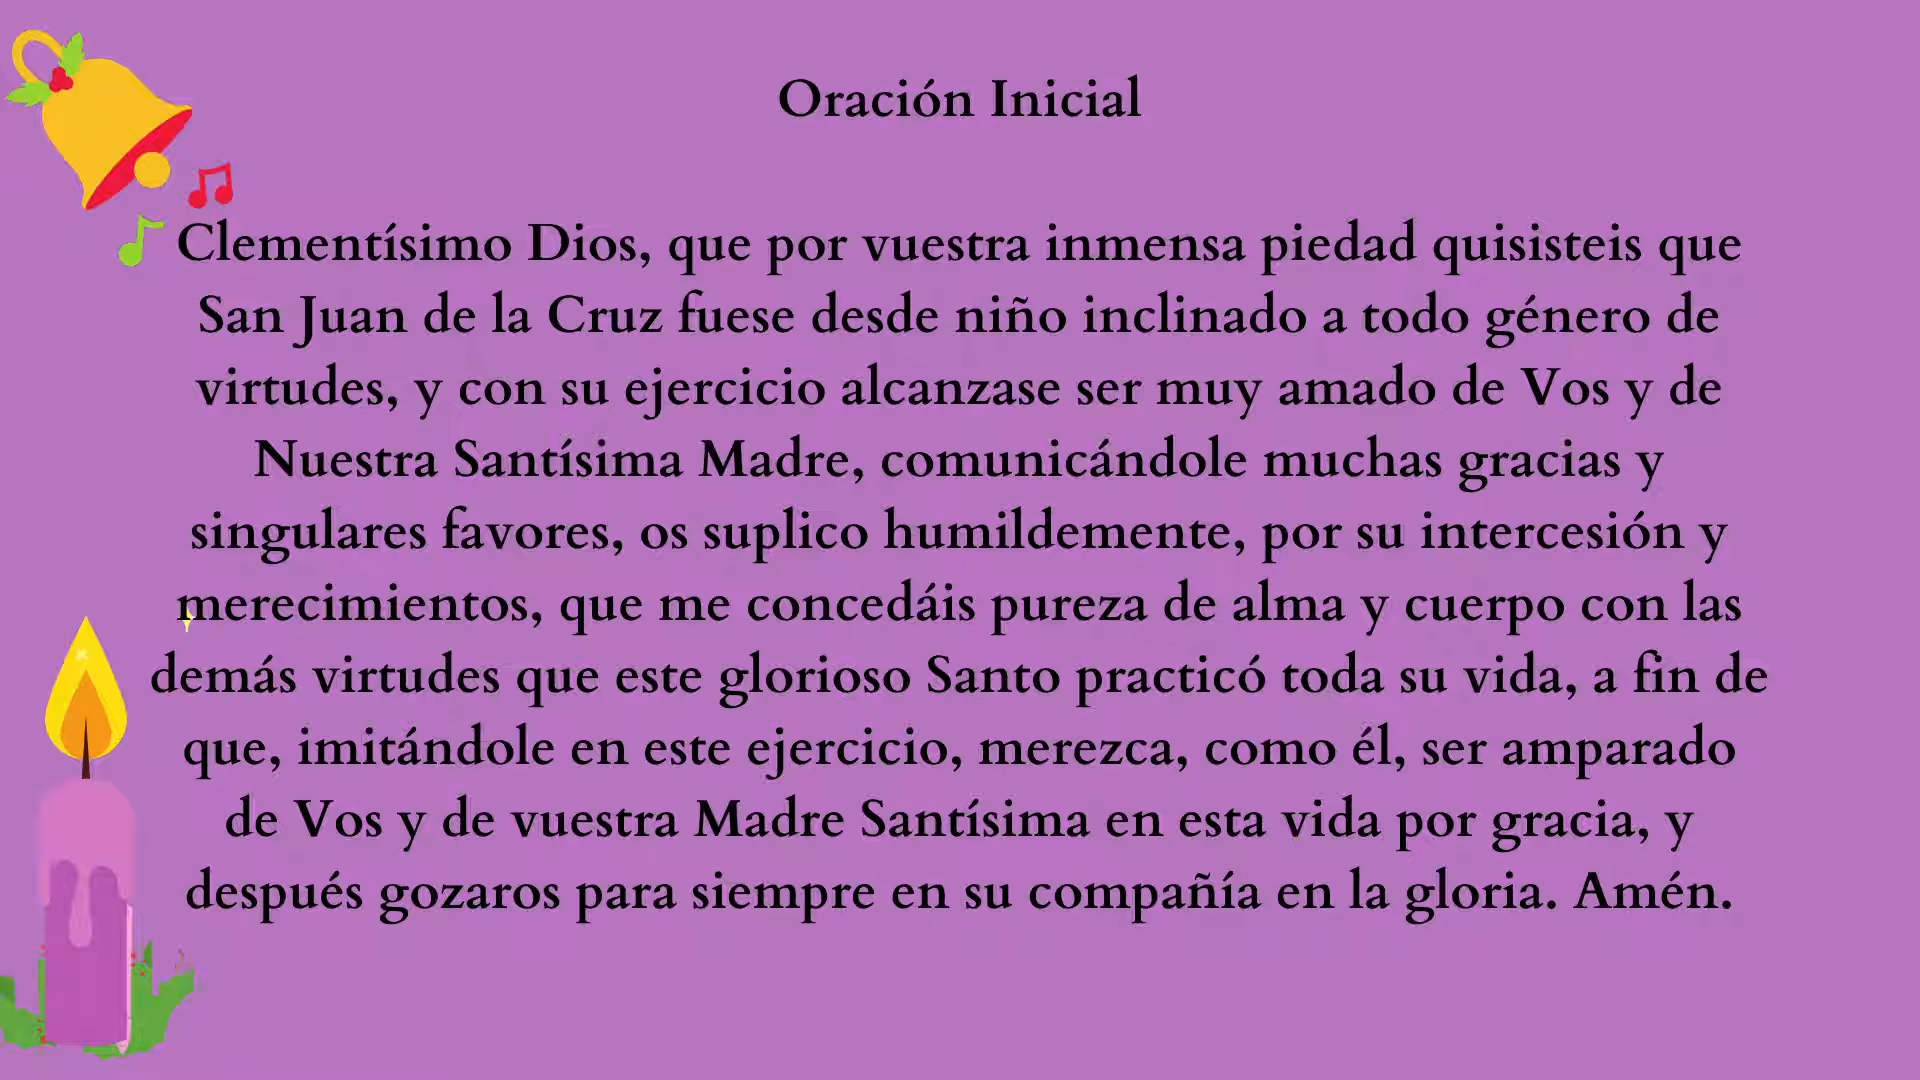 Oración Inicial
Clementísimo Dios, que por vuestra inmensa piedad quisisteis que
San Juan de la Cruz fuese desde niño inclinado a todo género de
virtudes, y con su ejercicio alcanzase ser muy amado de Vos y de
Nuestra Santísima Madre, comunicándole muchas gracias y
singulares favores, os suplico humildemente, por su intercesión y
merecimientos, que me concedáis pureza de alma y cuerpo con las
demás virtudes que este glorioso Santo practicó toda su vida, a fin de
que, imitándole en este ejercicio, merezca, como él, ser amparado
de Vos y de vuestra Madre Santísima en esta vida por gracia, y
después gozaros para siempre en su compañía en la gloria. Amén.